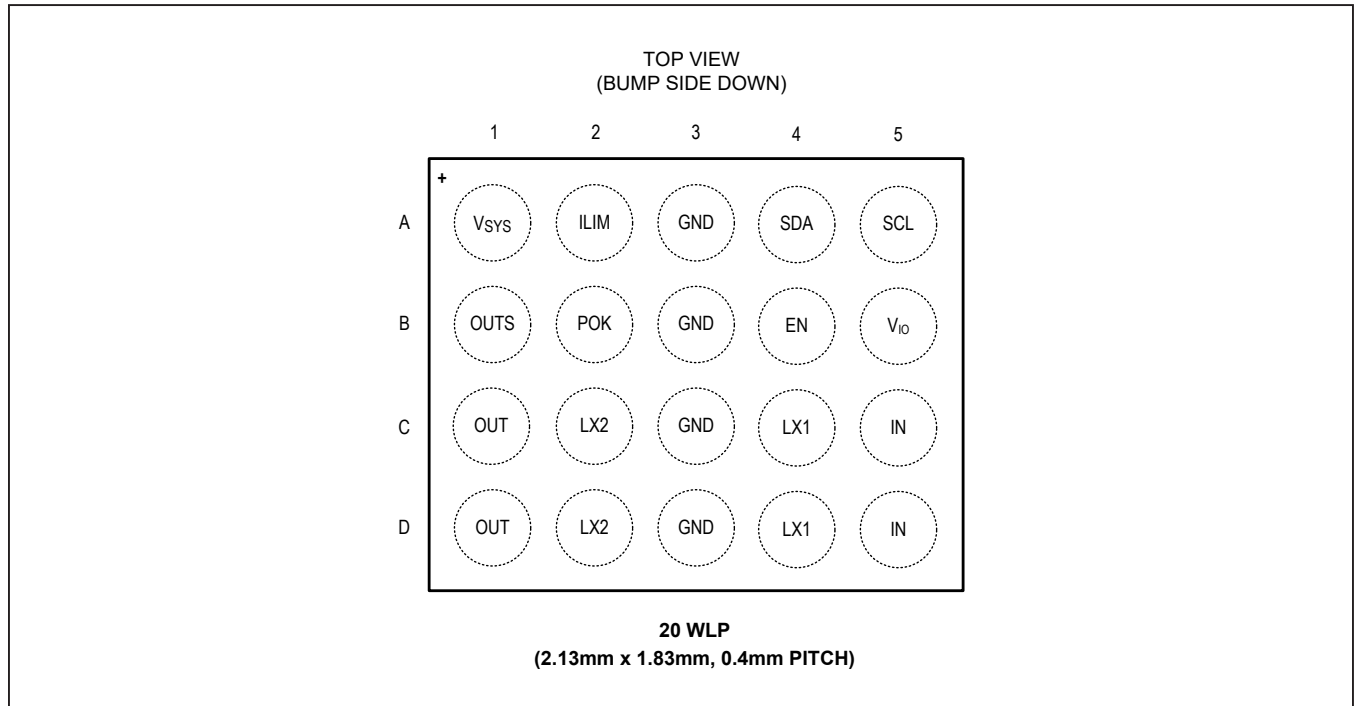 TOP VIEW
(BUMP SIDE DOWN)
1 2 3 4 5
+
A VSYS ILIM GND SDA SCL
B OUTS POK GND EN VIO
C OUT LX2 GND LX1 IN
D OUT LX2 GND LX1 IN
20 WLP
(2.13mm x 1.83mm, 0.4mm PITCH)